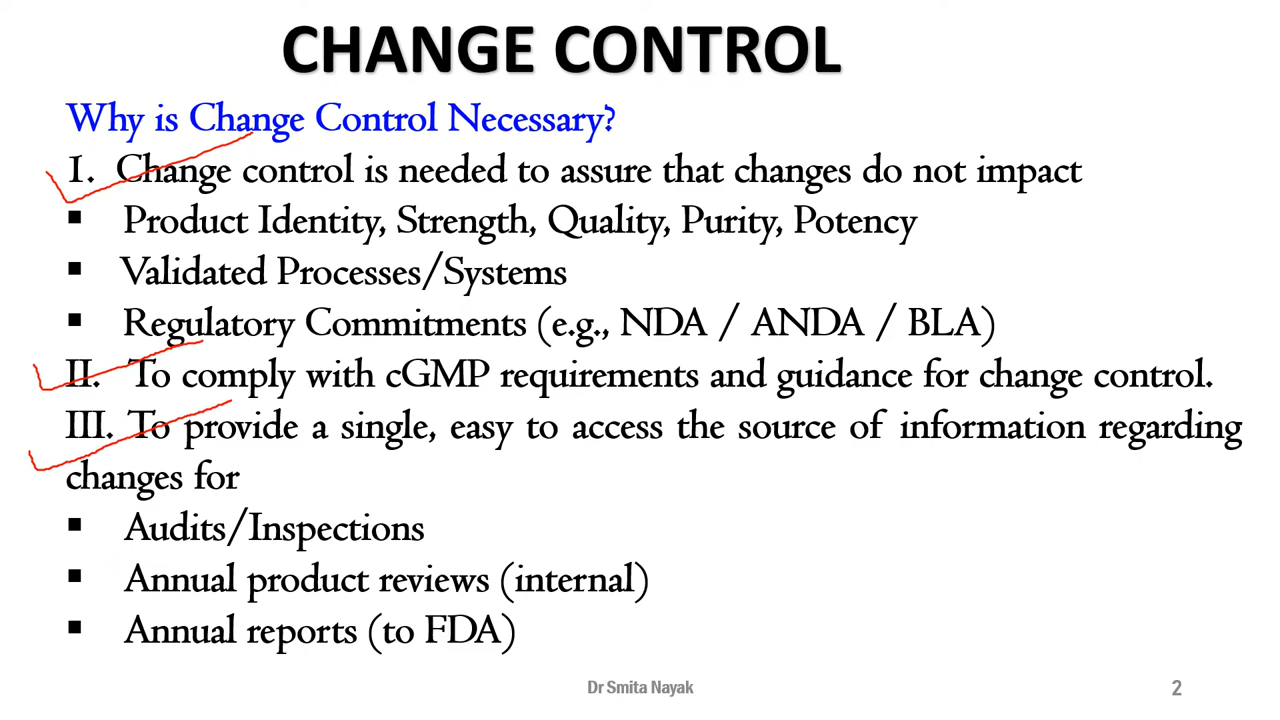 CHANGE CONTROL
Why is Change Control Necessary?
I. Change control is needed to assure that changes do not impact
▪ Product Identity, Strength, Quality, Purity, Potency
▪ Validated Processes/Systems
▪ Regulatory Commitments (e.g., NDA / ANDA / BLA)
II. To comply with cGMP requirements and guidance for change control.
III. To provide a single, easy to access the source of information regarding
changes for
▪ Audits/Inspections
▪ Annual product reviews (internal)
▪ Annual reports (to FDA)
Dr Smita Nayak
2